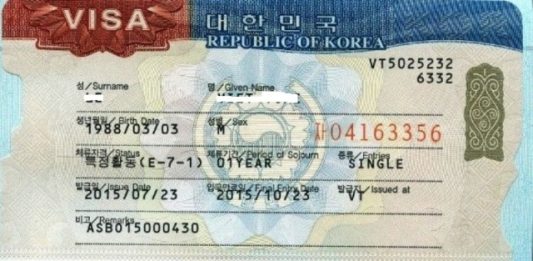 VISA
대한민국
REPUBLIC OF KOREA
VT5025232
6332
성/Surname 명/Given Name
생년월일/Birth Date 성별/Sex
1988/03/03 M 04163356
체류자격/Status 체류기간/Period of Sojourn 종류/Entries
특정활동(E-7-1) 01YEAR SINGLE
발급일/Issued Date 입국만료일/Final Entry Date 발급지/Issued at
2015/07/23 2015/10/23 VT
비고/Remarks
ASB015000430